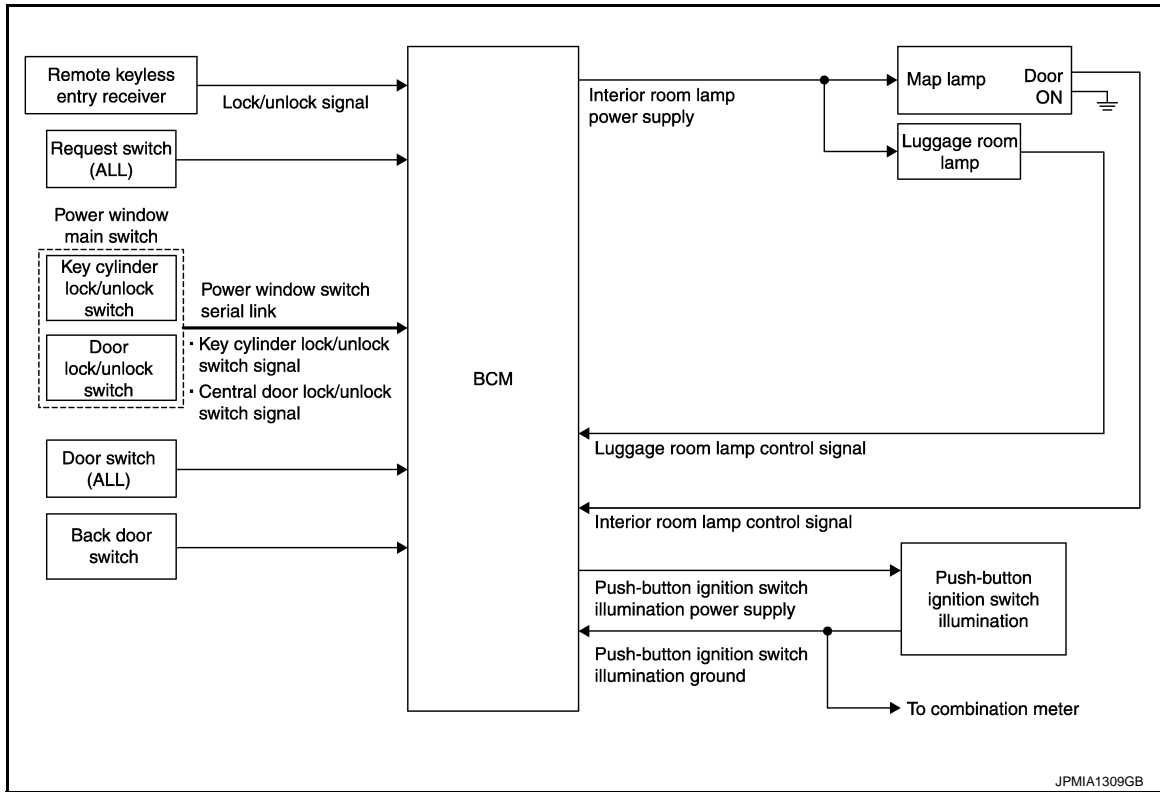 Remote keyless
entry receiver
Lock/unlock signal
Request switch
(ALL)
Power window
main switch
Key cylinder
lock/unlock
switch
Door
lock/unlock
switch
Power window switch
serial link
· Key cylinder lock/unlock
switch signal
· Central door lock/unlock
switch signal
Door switch
(ALL)
Back door
switch
BCM
Interior room lamp
power supply
Map lamp
Door
ON
Luggage room
lamp
Luggage room lamp control signal
Interior room lamp control signal
Push-button ignition switch
illumination power supply
Push-button ignition switch
illumination ground
Push-button
ignition switch
illumination
To combination meter
JPMIA1309GB